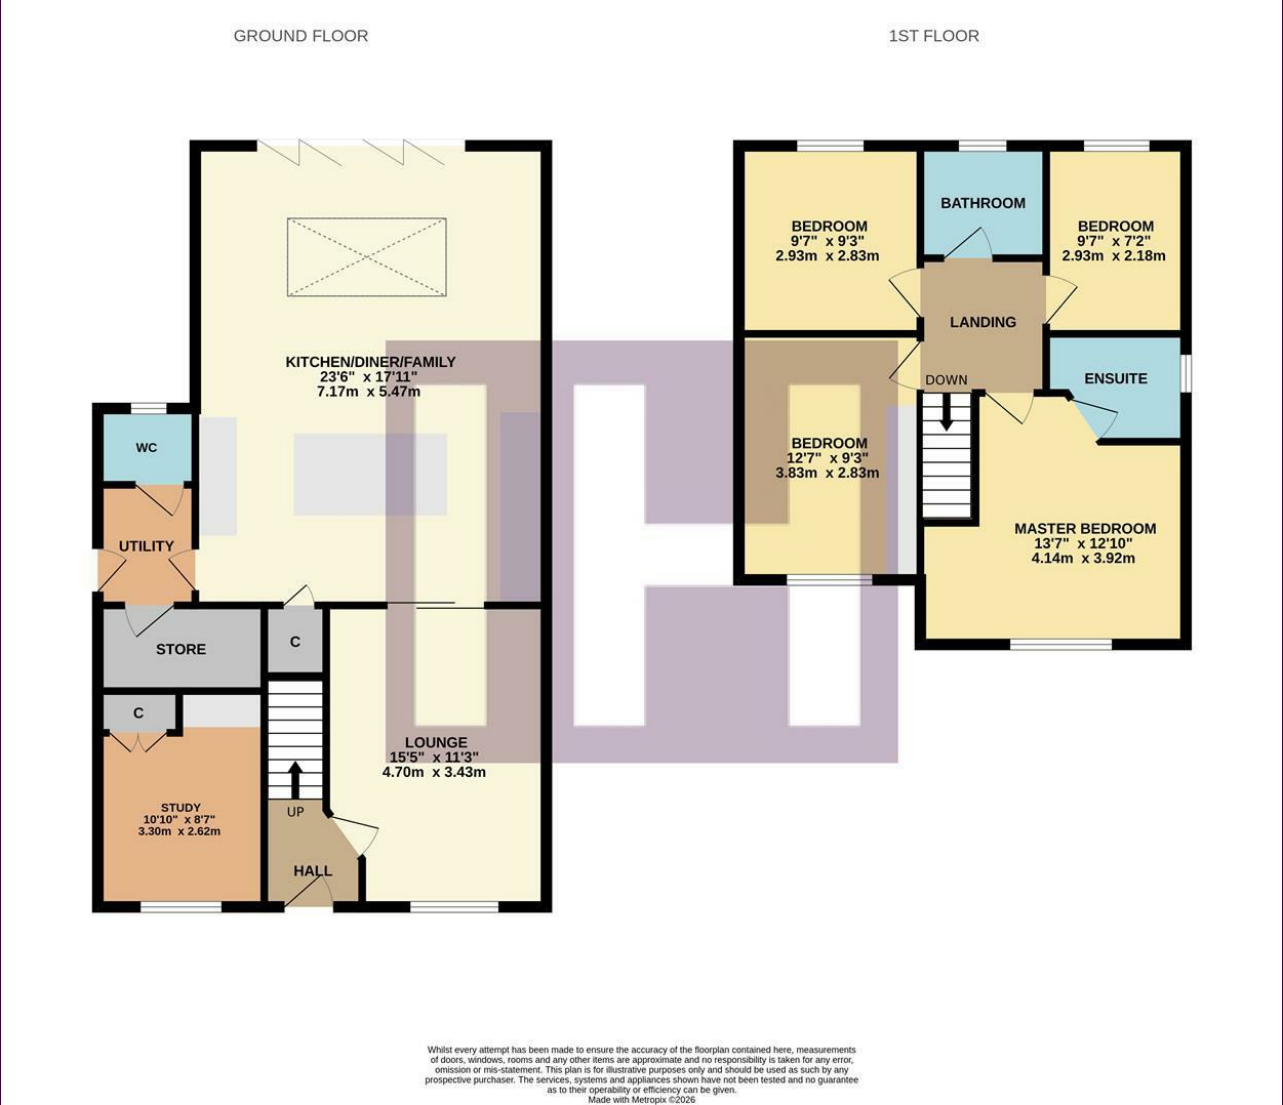 GROUND FLOOR
1ST FLOOR
KITCHEN/DINER/FAMILY
23'6" x 17'11"
7.17m x 5.47m
WC
UTILITY
STORE
C
C
STUDY
10'10" x 8'7"
3.30m x 2.62m
UP
HALL
LOUNGE
15'5" x 11'3"
4.70m x 3.43m
BEDROOM
9'7" x 9'3"
2.93m x 2.83m
BATHROOM
BEDROOM
9'7" x 7'2"
2.93m x 2.18m
LANDING
DOWN
ENSUITE
BEDROOM
12'7" x 9'3"
3.83m x 2.83m
MASTER BEDROOM
13'7" x 12'10"
4.14m x 3.92m
Whilst every attempt has been made to ensure the accuracy of the floorplan contained here, measurements
of doors, windows, rooms and any other items are approximate and no responsibility is taken for any error,
omission or mis-statement. This plan is for illustrative purposes only and should be used as such by any
prospective purchaser. The services, systems and appliances shown have not been tested and no guarantee
as to their operability or efficiency can be given.
Made with Metropix ©2026